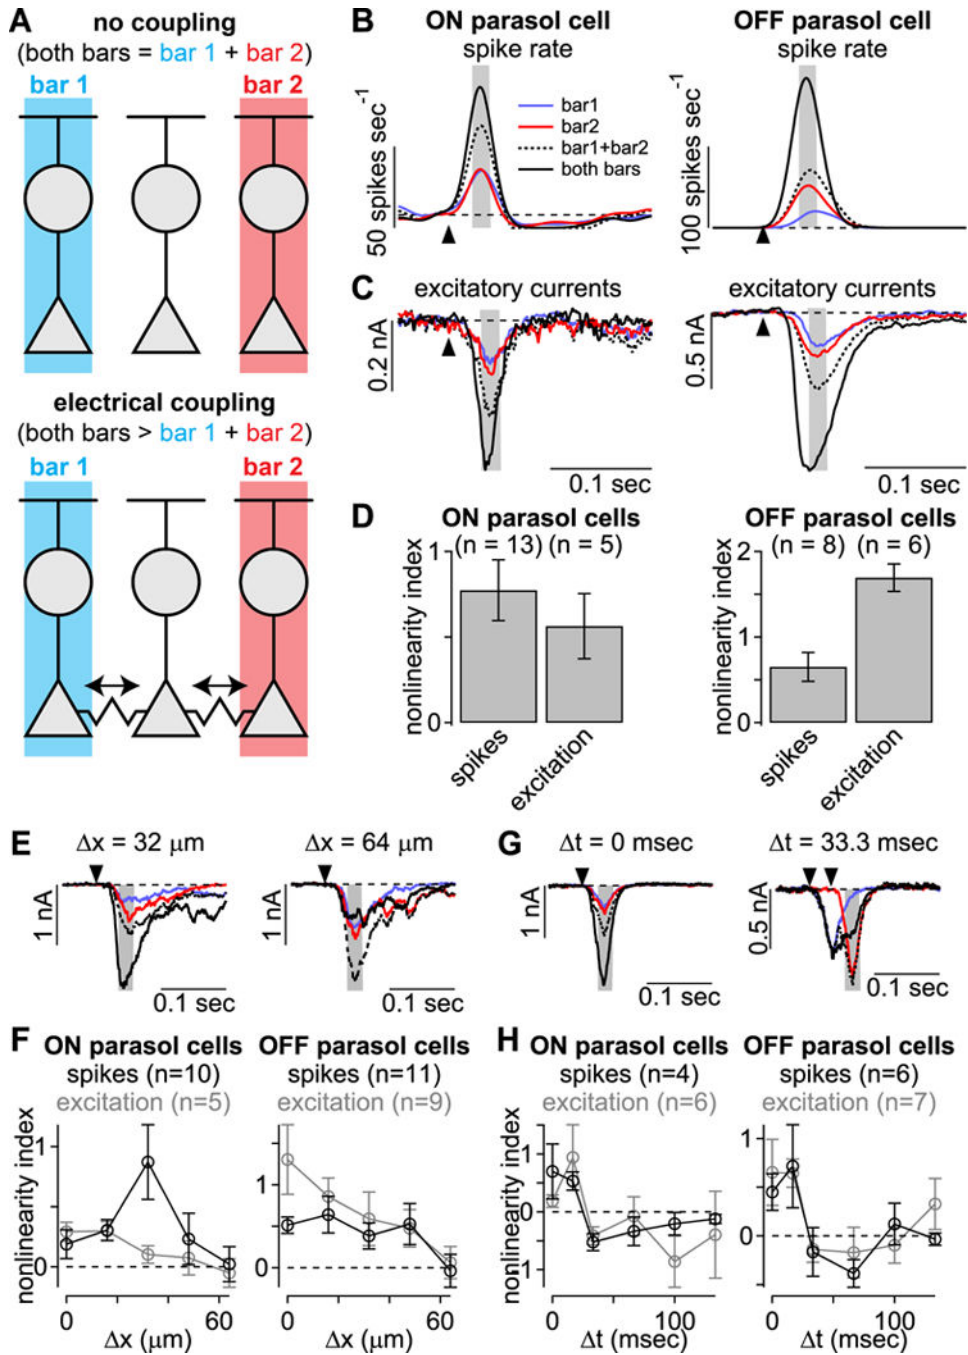 A
no coupling
(both bars = bar 1 + bar 2)
bar 1
bar 2
electrical coupling
(both bars > bar 1 + bar 2)
bar 1
bar 2
B
ON parasol cell
spike rate
50 spikes sec-1
bar1
bar2
bar1+bar2
both bars
OFF parasol cell
spike rate
100 spikes sec-1
C
excitatory currents
0.2 nA
0.1 sec
excitatory currents
0.5 nA
0.1 sec
D
ON parasol cells
(n = 13) (n = 5)
nonlinearity index
1
0
spikes
excitation
OFF parasol cells
(n = 8) (n = 6)
nonlinearity index
2
1
0
spikes
excitation
E
Δx = 32 μm
1 nA
0.1 sec
Δx = 64 μm
1 nA
0.1 sec
G
Δt = 0 msec
1 nA
0.1 sec
Δt = 33.3 msec
0.5 nA
0.1 sec
F
ON parasol cells
spikes (n=10)
excitation (n=5)
nonlinearity index
1
0
0
60
Δx (μm)
OFF parasol cells
spikes (n=11)
excitation (n=9)
1
0
0
60
Δx (μm)
H
ON parasol cells
spikes (n=4)
excitation (n=6)
nonlinearity index
1
0
1
0
100
Δt (msec)
OFF parasol cells
spikes (n=6)
excitation (n=7)
1
0
0
100
Δt (msec)